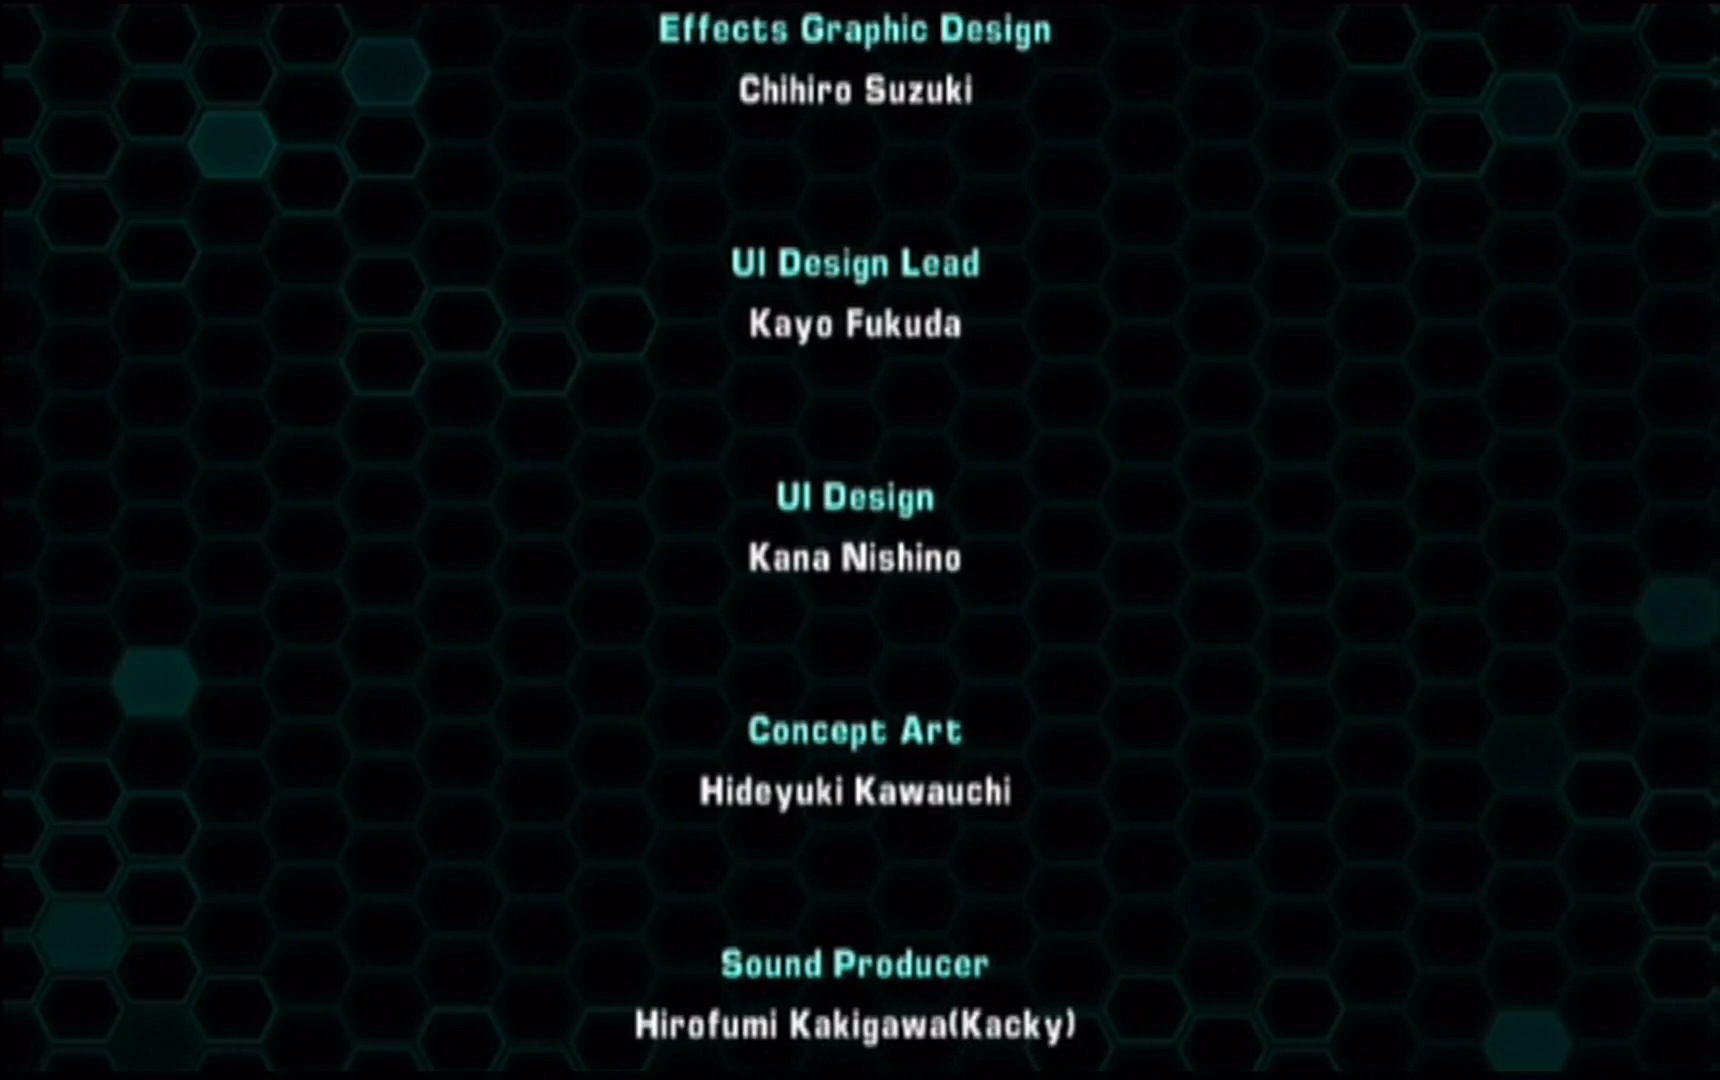 Effects Graphic Design
Chihiro Suzuki
UI Design Lead
Kayo Fukuda
UI Design
Kana Nishino
Concept Art
Hideyuki Kawauchi
Sound Producer
Hirofumi Kakigawa(Kacky)